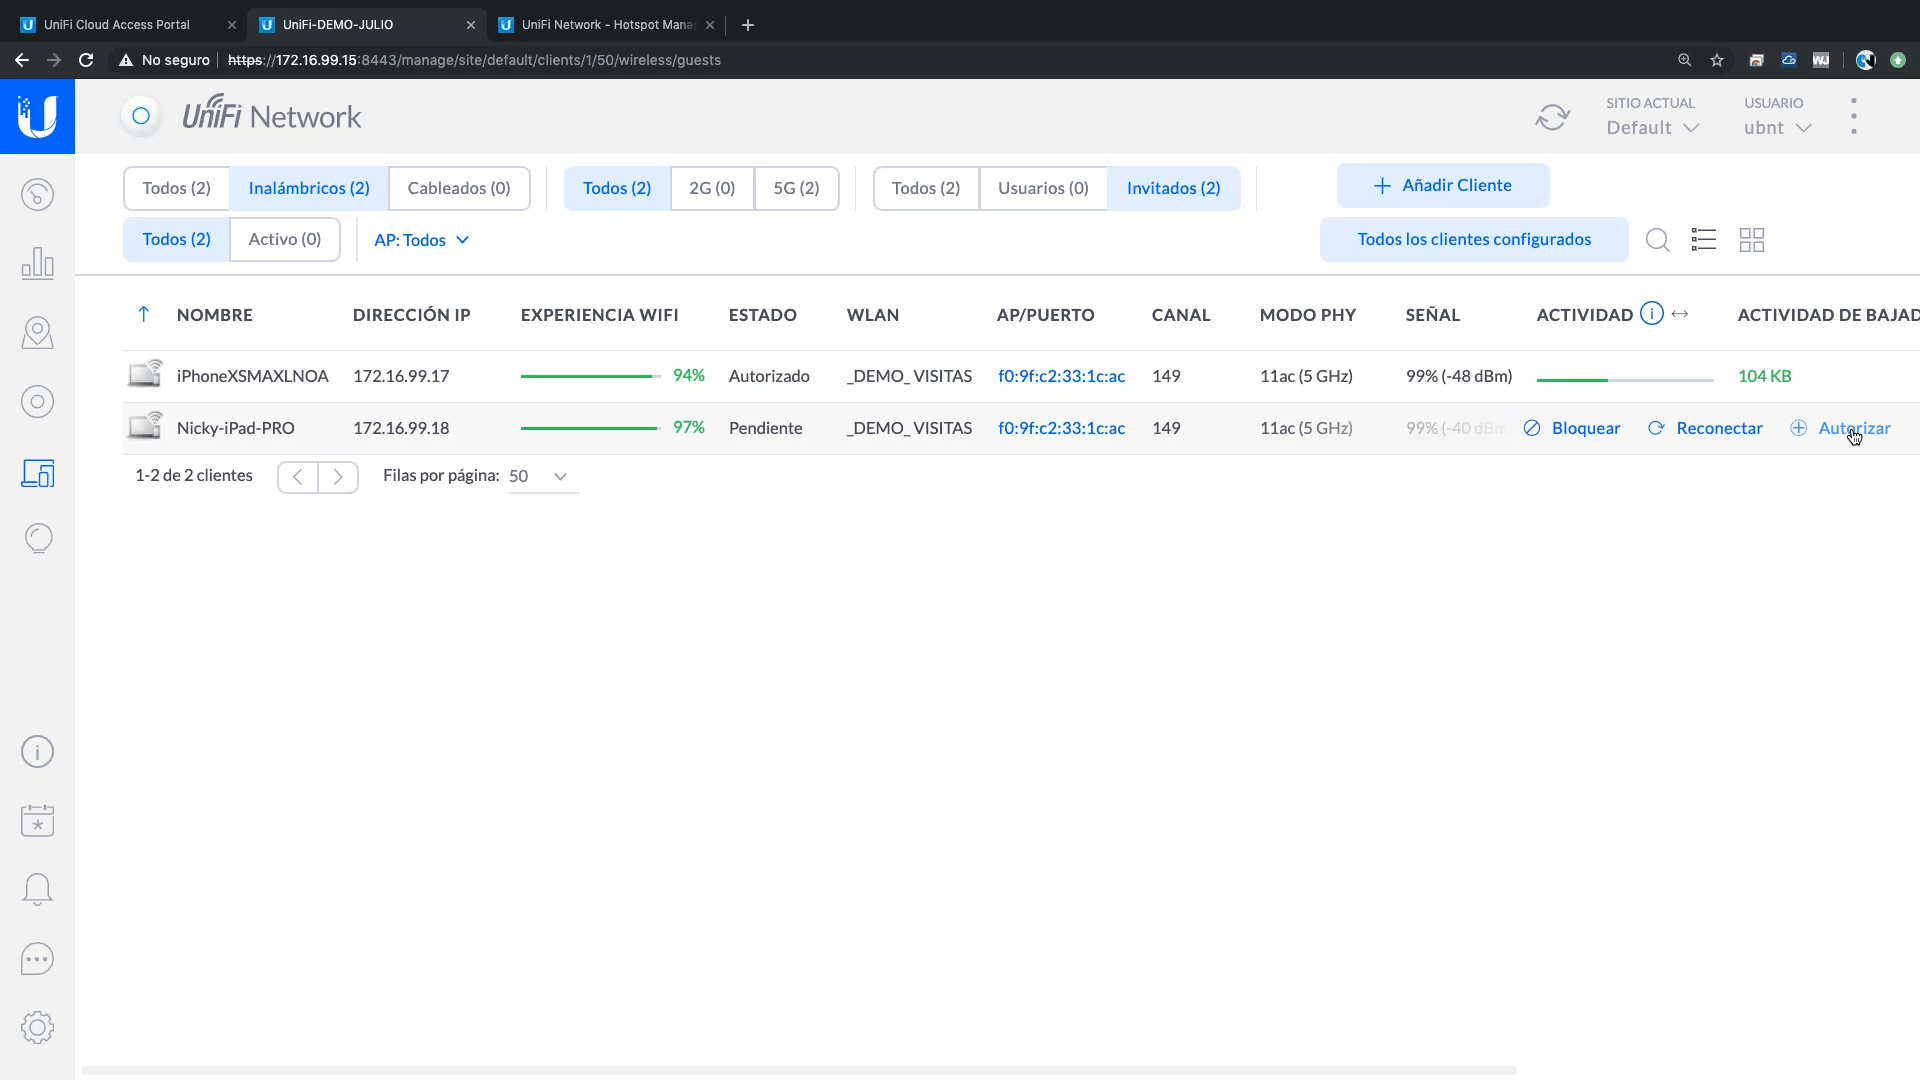 UniFi Cloud Access Portal
UniFi-DEMO-JULIO
UniFi Network - Hotspot Mana
No seguro
https://172.16.99.15:8443/manage/site/default/clients/1/50/wireless/guests
UniFi Network
SITIO ACTUAL
Default
USUARIO
ubnt
Todos (2) Inalámbricos (2) Cableados (0) Todos (2) 2G (0) 5G (2) Todos (2) Usuarios (0) Invitados (2) Añadir Cliente
Todos (2) Activo (0) AP: Todos Todos los clientes configurados
NOMBRE DIRECCIÓN IP EXPERIENCIA WIFI ESTADO WLAN AP/PUERTO CANAL MODO PHY SEÑAL ACTIVIDAD ACTIVIDAD DE BAJAD
iPhoneXSMAXLNOA 172.16.99.17 94% Autorizado _DEMO_VISITAS f0:9f:c2:33:1c:ac 149 11ac (5 GHz) 99% (-48 dBm) 104 KB
Nicky-iPad-PRO 172.16.99.18 97% Pendiente _DEMO_VISITAS f0:9f:c2:33:1c:ac 149 11ac (5 GHz) 99% (-40 dBm) Bloquear Reconectar Autorizar
1-2 de 2 clientes Filas por página: 50